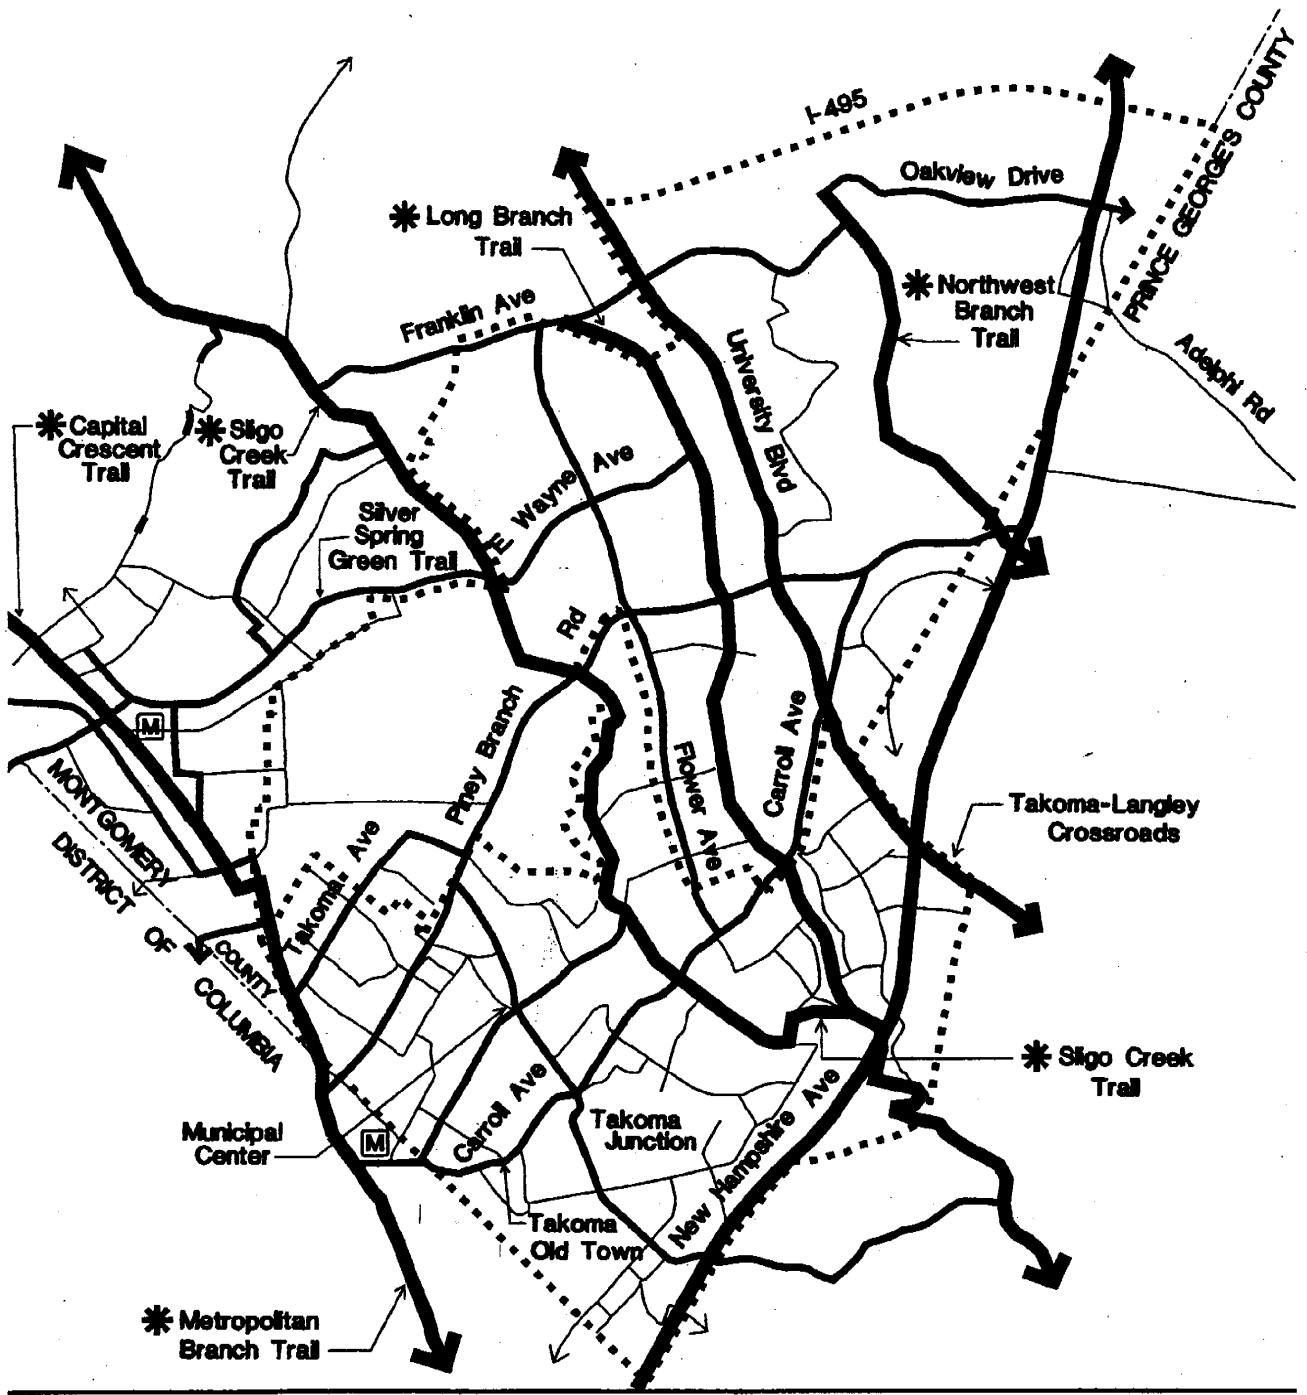 I-495
PRINCE GEORGE'S COUNTY
Oakview Drive
Long Branch
Trail
Northwest
Branch
Trail
Franklin Ave
University Blvd
Adelphi Rd
Capital
Crescent
Trail
Sligo
Creek
Trail
E Wayne Ave
Silver
Spring
Green Trail
Rd
Piney Branch
M
Flower Ave
Carroll Ave
MONTGOMERY
COUNTY
DISTRICT
OF
COLUMBIA
Takoma Ave
Takoma-Langley
Crossroads
Sligo Creek
Trail
Municipal
Center
M
Carroll Ave
Takoma
Junction
New Hampshire Ave
Takoma
Old Town
Metropolitan
Branch Trail